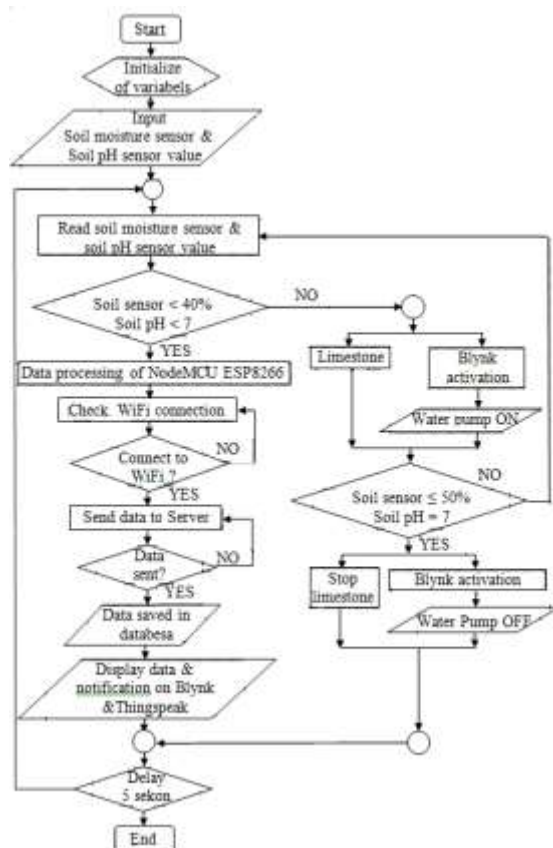 Start
Initialize
of variabels
Input
Soil moisture sensor &
Soil pH sensor value
Read soil moisture sensor &
soil pH sensor value
Soil sensor < 40%
Soil pH < 7
NO
YES
Data processing of NodeMCU ESP8266
Check WiFi connection
Connect to
WiFi ?
NO
YES
Send data to Server
Data
sent?
NO
YES
Data saved in
databesa
Display data &
notification on Blynk
&Thingspeak
Limestone
Blynk
activation
Water pump ON
Soil sensor ≤ 50%
Soil pH = 7
NO
YES
Stop
limestone
Blynk activation
Water Pump OFF
Delay
5 sekon
End